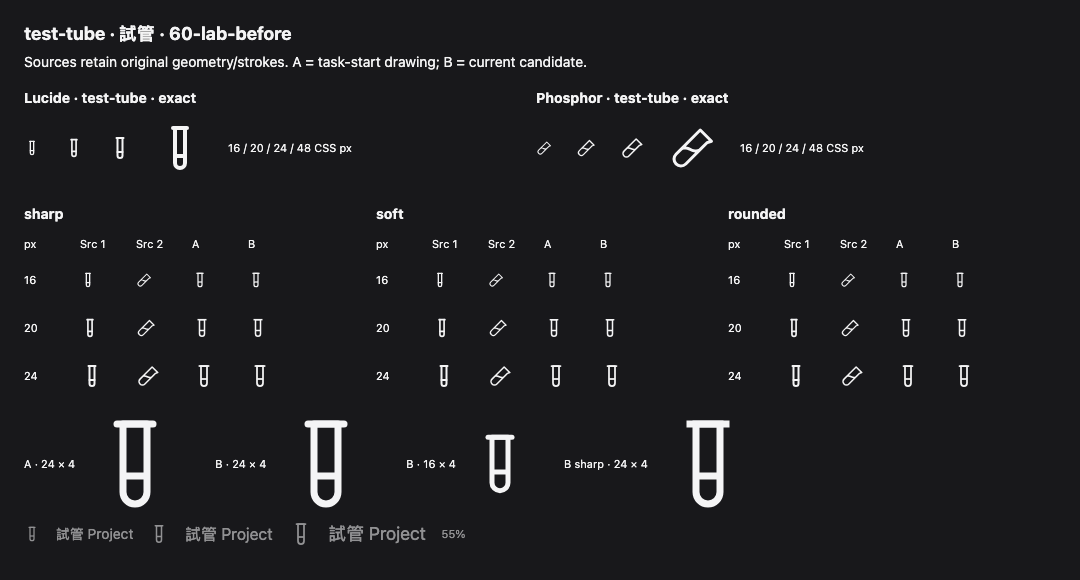 test-tube · 試管 · 60-lab-before
Sources retain original geometry/strokes. A = task-start drawing; B = current candidate.
Lucide · test-tube · exact
Phosphor · test-tube · exact
16 / 20 / 24 / 48 CSS px
16 / 20 / 24 / 48 CSS px
sharp
soft
rounded
px Src 1 Src 2 A B
px Src 1 Src 2 A B
px Src 1 Src 2 A B
16
16
16
20
20
20
24
24
24
A · 24 × 4
B · 24 × 4
B · 16 × 4
B sharp · 24 × 4
試管 Project
試管 Project
試管 Project
55%